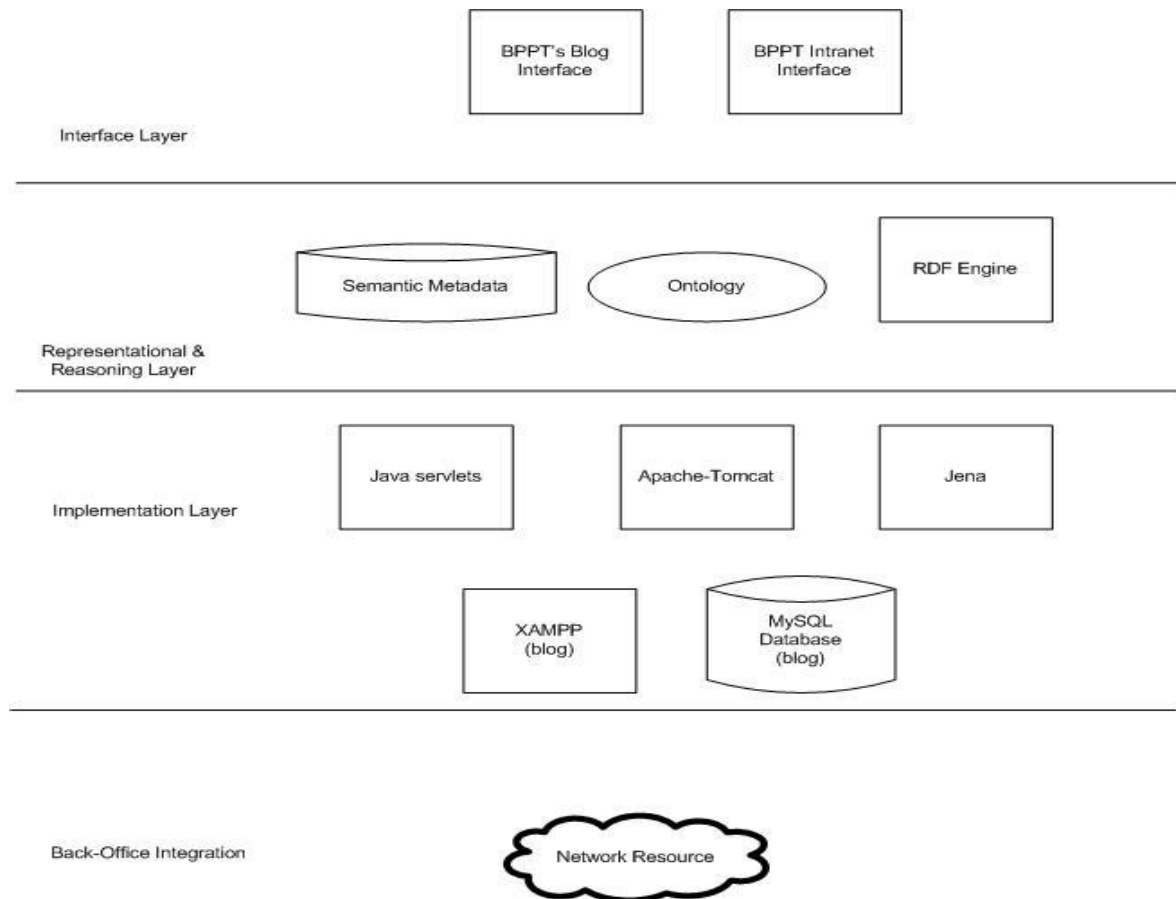 BPPT's Blog
Interface
BPPT Intranet
Interface
Interface Layer
Semantic Metadata
Ontology
RDF Engine
Representational &
Reasoning Layer
Java servlets
Apache-Tomcat
Jena
Implementation Layer
XAMPP
(blog)
MySQL
Database
(blog)
Back-Office Integration
Network Resource